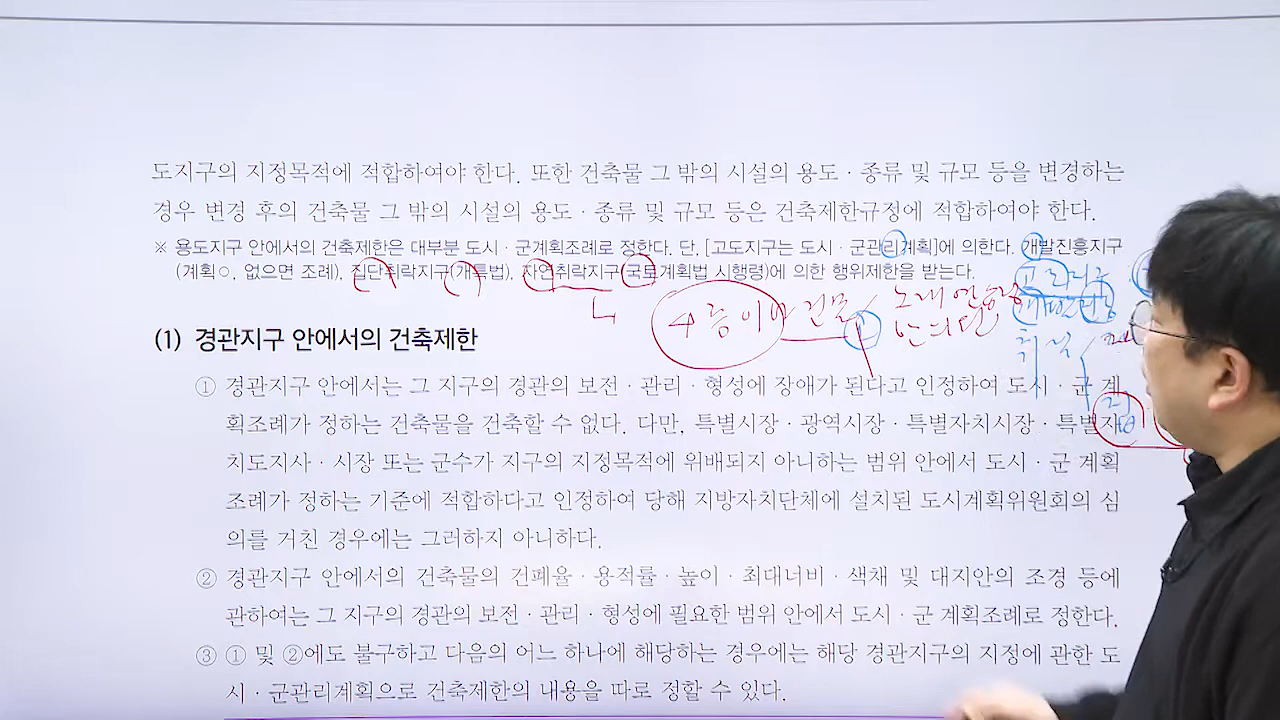 도지구의 지정목적에 적합하여야 한다. 또한 건축물 그 밖의 시설의 용도 · 종류 및 규모 등을 변경하는
경우 변경 후의 건축물 그 밖의 시설의 용도 · 종류 및 규모 등은 건축제한규정에 적합하여야 한다.
※ 용도지구 안에서의 건축제한은 대부분 도시 · 군계획조례로 정한다. 단, [고도지구는 도시 · 군관리계획]에 의한다. 개발진흥지구
(계획○, 없으면 조례), 집단취락지구(개특법), 자연취락지구 국토계획법 시행령)에 의한 행위제한을 받는다.
4층 이하 건물
(1) 경관지구 안에서의 건축제한
① 경관지구 안에서는 그 지구의 경관의 보전 · 관리 · 형성에 장애가 된다고 인정하여 도시 · 군 계
획조례가 정하는 건축물을 건축할 수 없다. 다만, 특별시장 · 광역시장 · 특별자치시장 · 특별자
치도지사 · 시장 또는 군수가 지구의 지정목적에 위배되지 아니하는 범위 안에서 도시 · 군 계획
조례가 정하는 기준에 적합하다고 인정하여 당해 지방자치단체에 설치된 도시계획위원회의 심
의를 거친 경우에는 그러하지 아니하다.
② 경관지구 안에서의 건축물의 건폐율 · 용적률 · 높이 · 최대너비 · 색채 및 대지안의 조경 등에
관하여는 그 지구의 경관의 보전 · 관리 · 형성에 필요한 범위 안에서 도시 · 군 계획조례로 정한다.
③ ① 및 ②에도 불구하고 다음의 어느 하나에 해당하는 경우에는 해당 경관지구의 지정에 관한 도
시 · 군관리계획으로 건축제한의 내용을 따로 정할 수 있다.